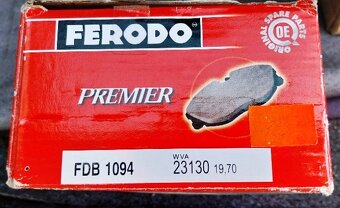 FERODO
ORIGINAL SPARE PARTS
OE
PREMIER
FDB 1094
WVA
23130 19,70